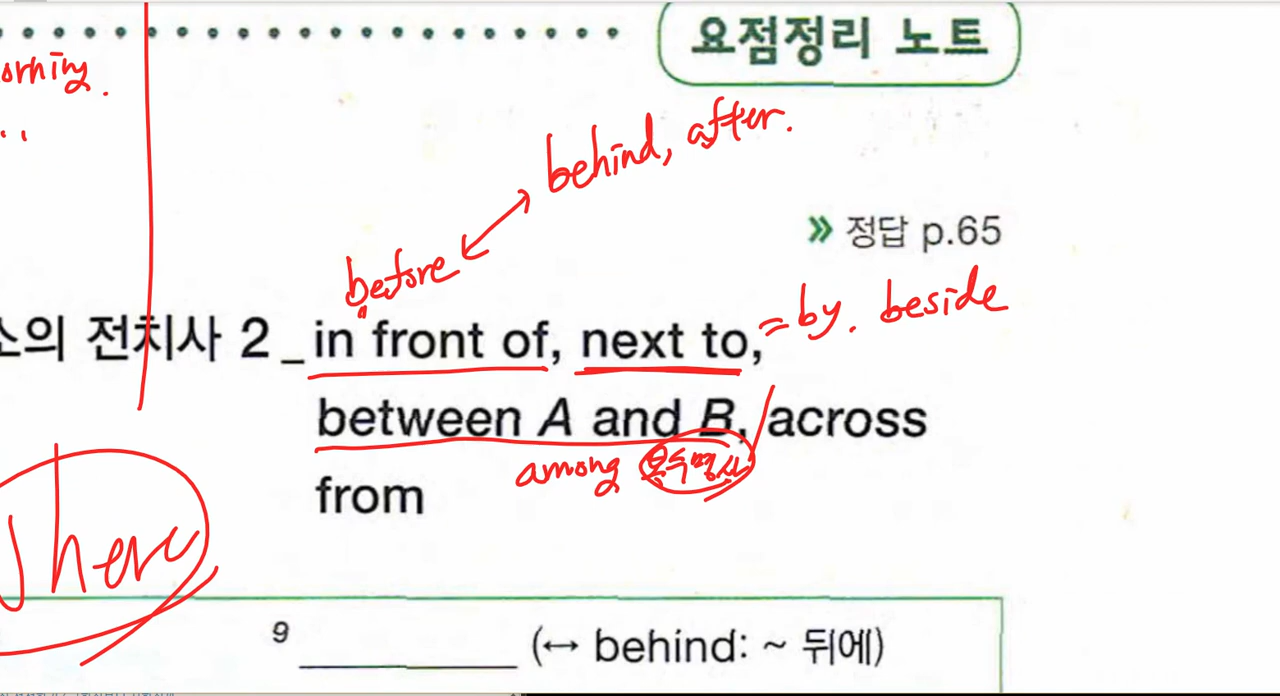 요점정리 노트
orning.
...
behind, after.
» 정답 p.65
before
= by. beside
소의 전치사 2 _ in front of, next to,
between A and B, across
among 복수명사
from
There
9 __________ (↔ behind: ~ 뒤에)